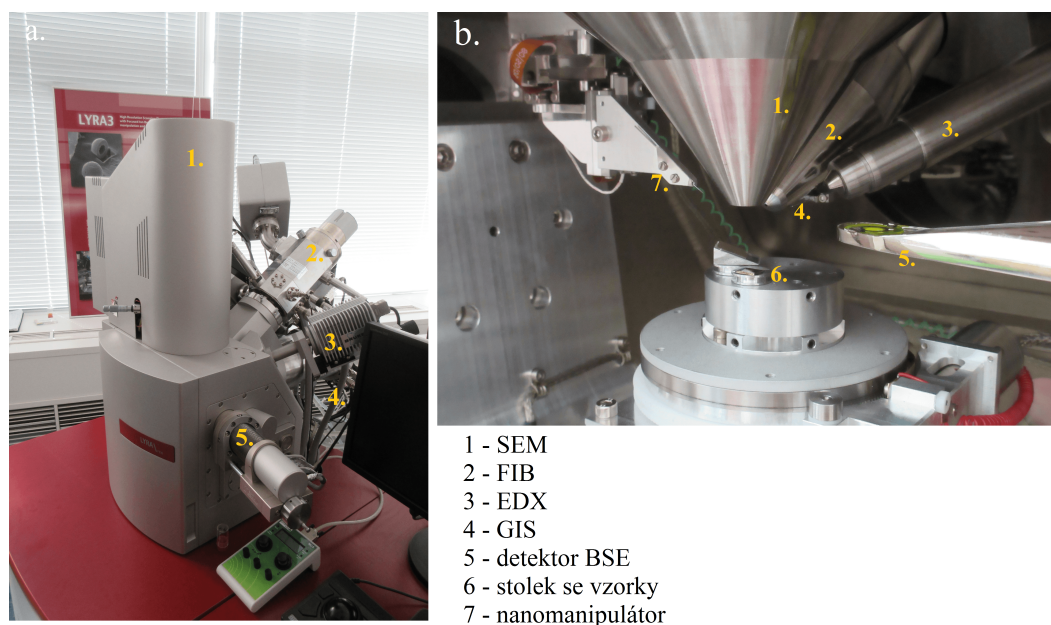 a.
LYRA3
1.
2.
3.
4.
5.
LYRA3
b.
1.
2.
3.
4.
5.
6.
7.
1 - SEM
2 - FIB
3 - EDX
4 - GIS
5 - detektor BSE
6 - stolek se vzorky
7 - nanomanipulátor